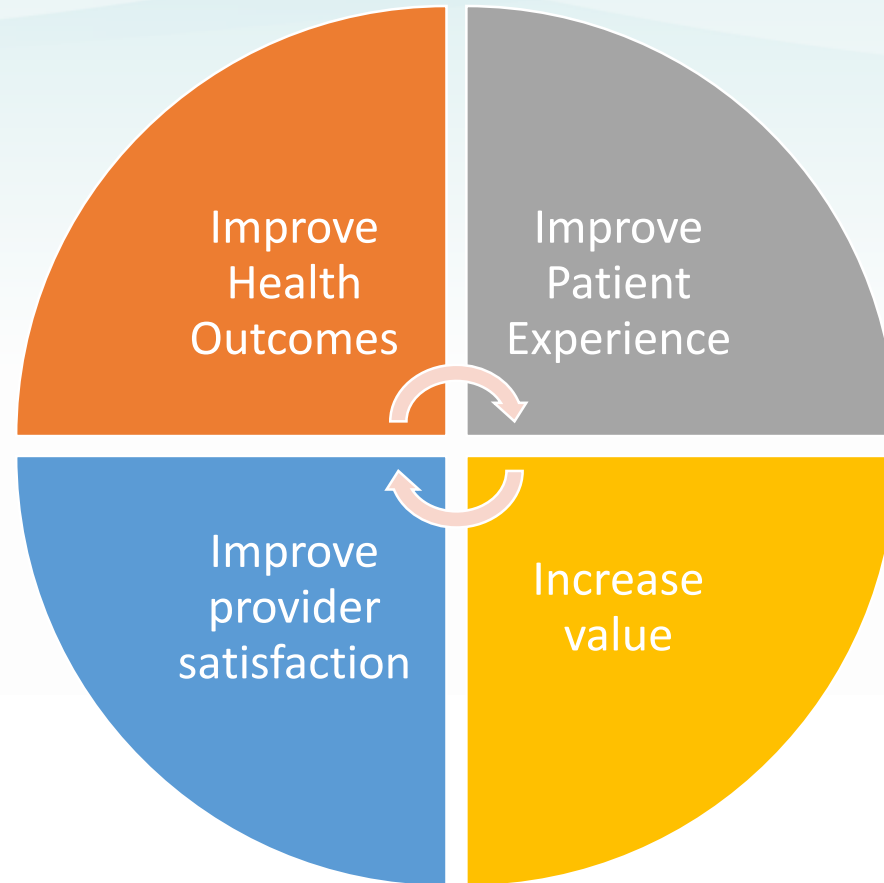 Improve
Health
Outcomes
Improve
Patient
Experience
Improve
provider
satisfaction
Increase
value